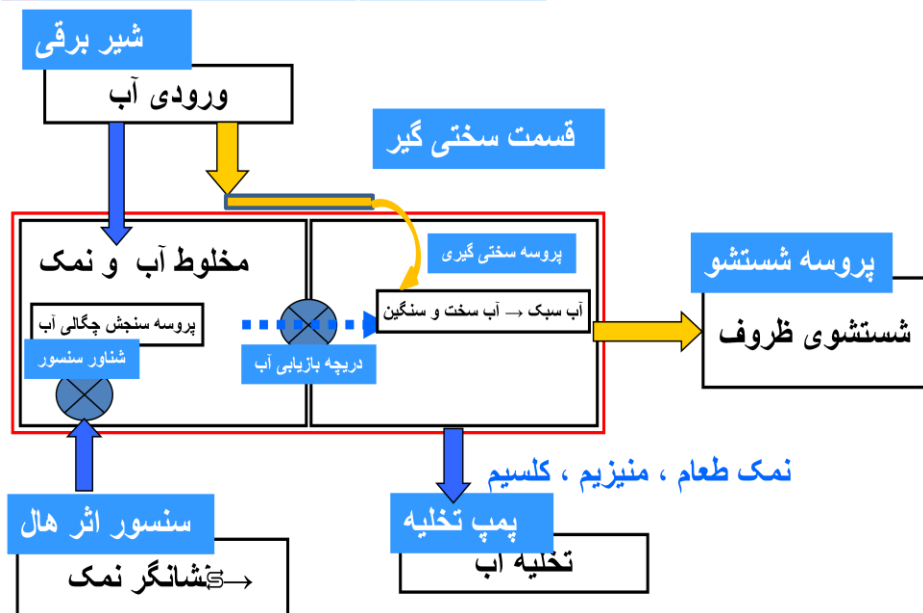 شیر برقی
ورودی آب
قسمت سختی گیر
مخلوط آب و نمک
پروسه سختی گیری
پروسه شستشو
پروسه سنجش چگالی آب
آب سبک → آب سخت و سنگین
شستشوی ظروف
شناور سنسور
دریچه بازیابی آب
نمک طعام ، منیزیم ، کلسیم
سنسور اثر هال
پمپ تخلیه
نشانگر نمک→
تخلیه آب